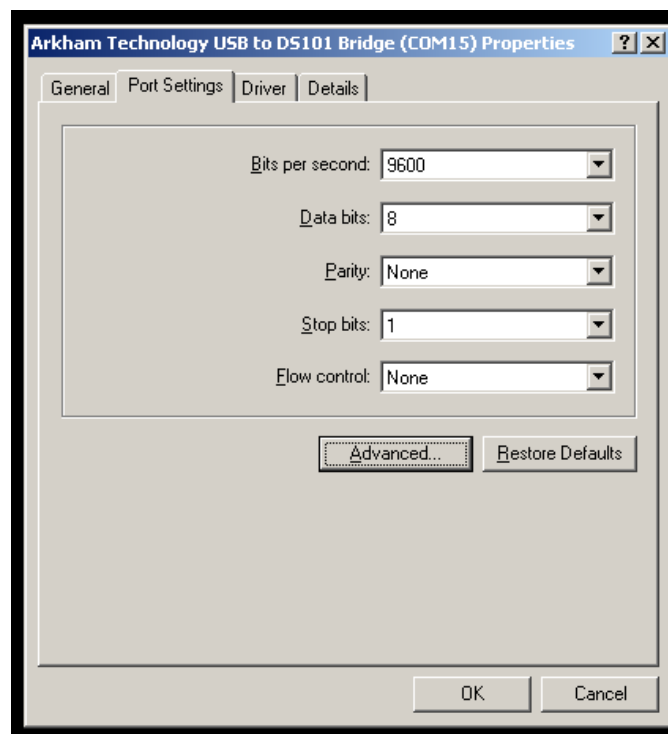 Arkham Technology USB to DS101 Bridge (COM15) Properties
General Port Settings Driver Details
Bits per second: 9600
Data bits: 8
Parity: None
Stop bits: 1
Flow control: None
Advanced... Restore Defaults
OK Cancel